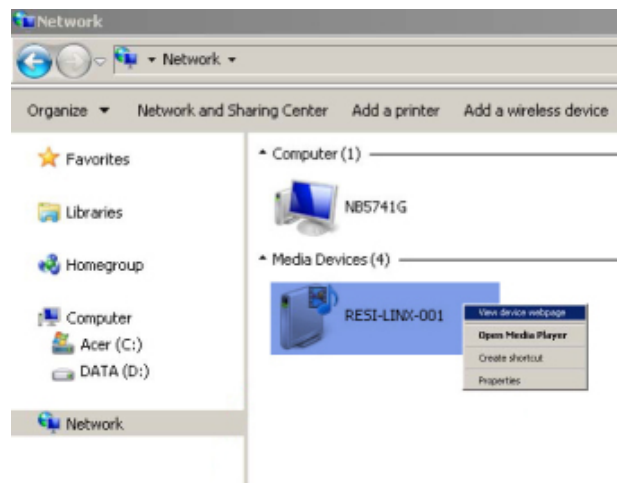 Network
Network
Organize Network and Sharing Center Add a printer Add a wireless device
Favorites
Libraries
Homegroup
Computer
Acer (C:)
DATA (D:)
Network
Computer (1)
NB5741G
Media Devices (4)
RESI-LINX-001
View device webpage
Open Media Player
Create shortcut
Properties